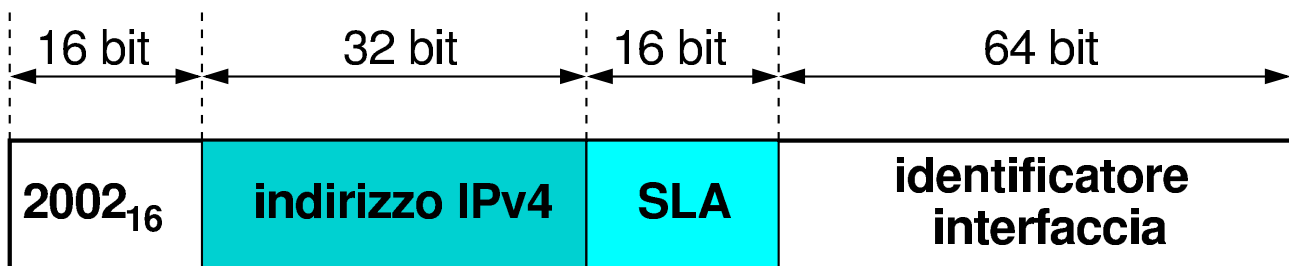 16 bit 32 bit 16 bit 64 bit
2002₁₆ indirizzo IPv4 SLA identificatore
interfaccia